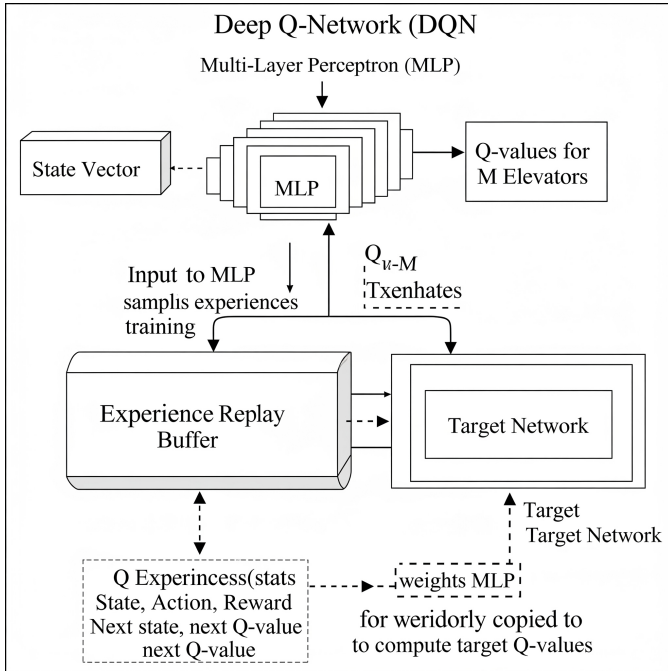 Deep Q-Network (DQN
Multi-Layer Perceptron (MLP)
State Vector
MLP
Q-values for
M Elevators
Input to MLP
samplıs experiences
training
Q u-M
Txenhates
Experience Replay
Buffer
Target Network
Target
Target Network
Q Experincess(stats
State, Action, Reward
Next state, next Q-value
next Q-value
weights MLP
for weridorly copied to
to compute target Q-values